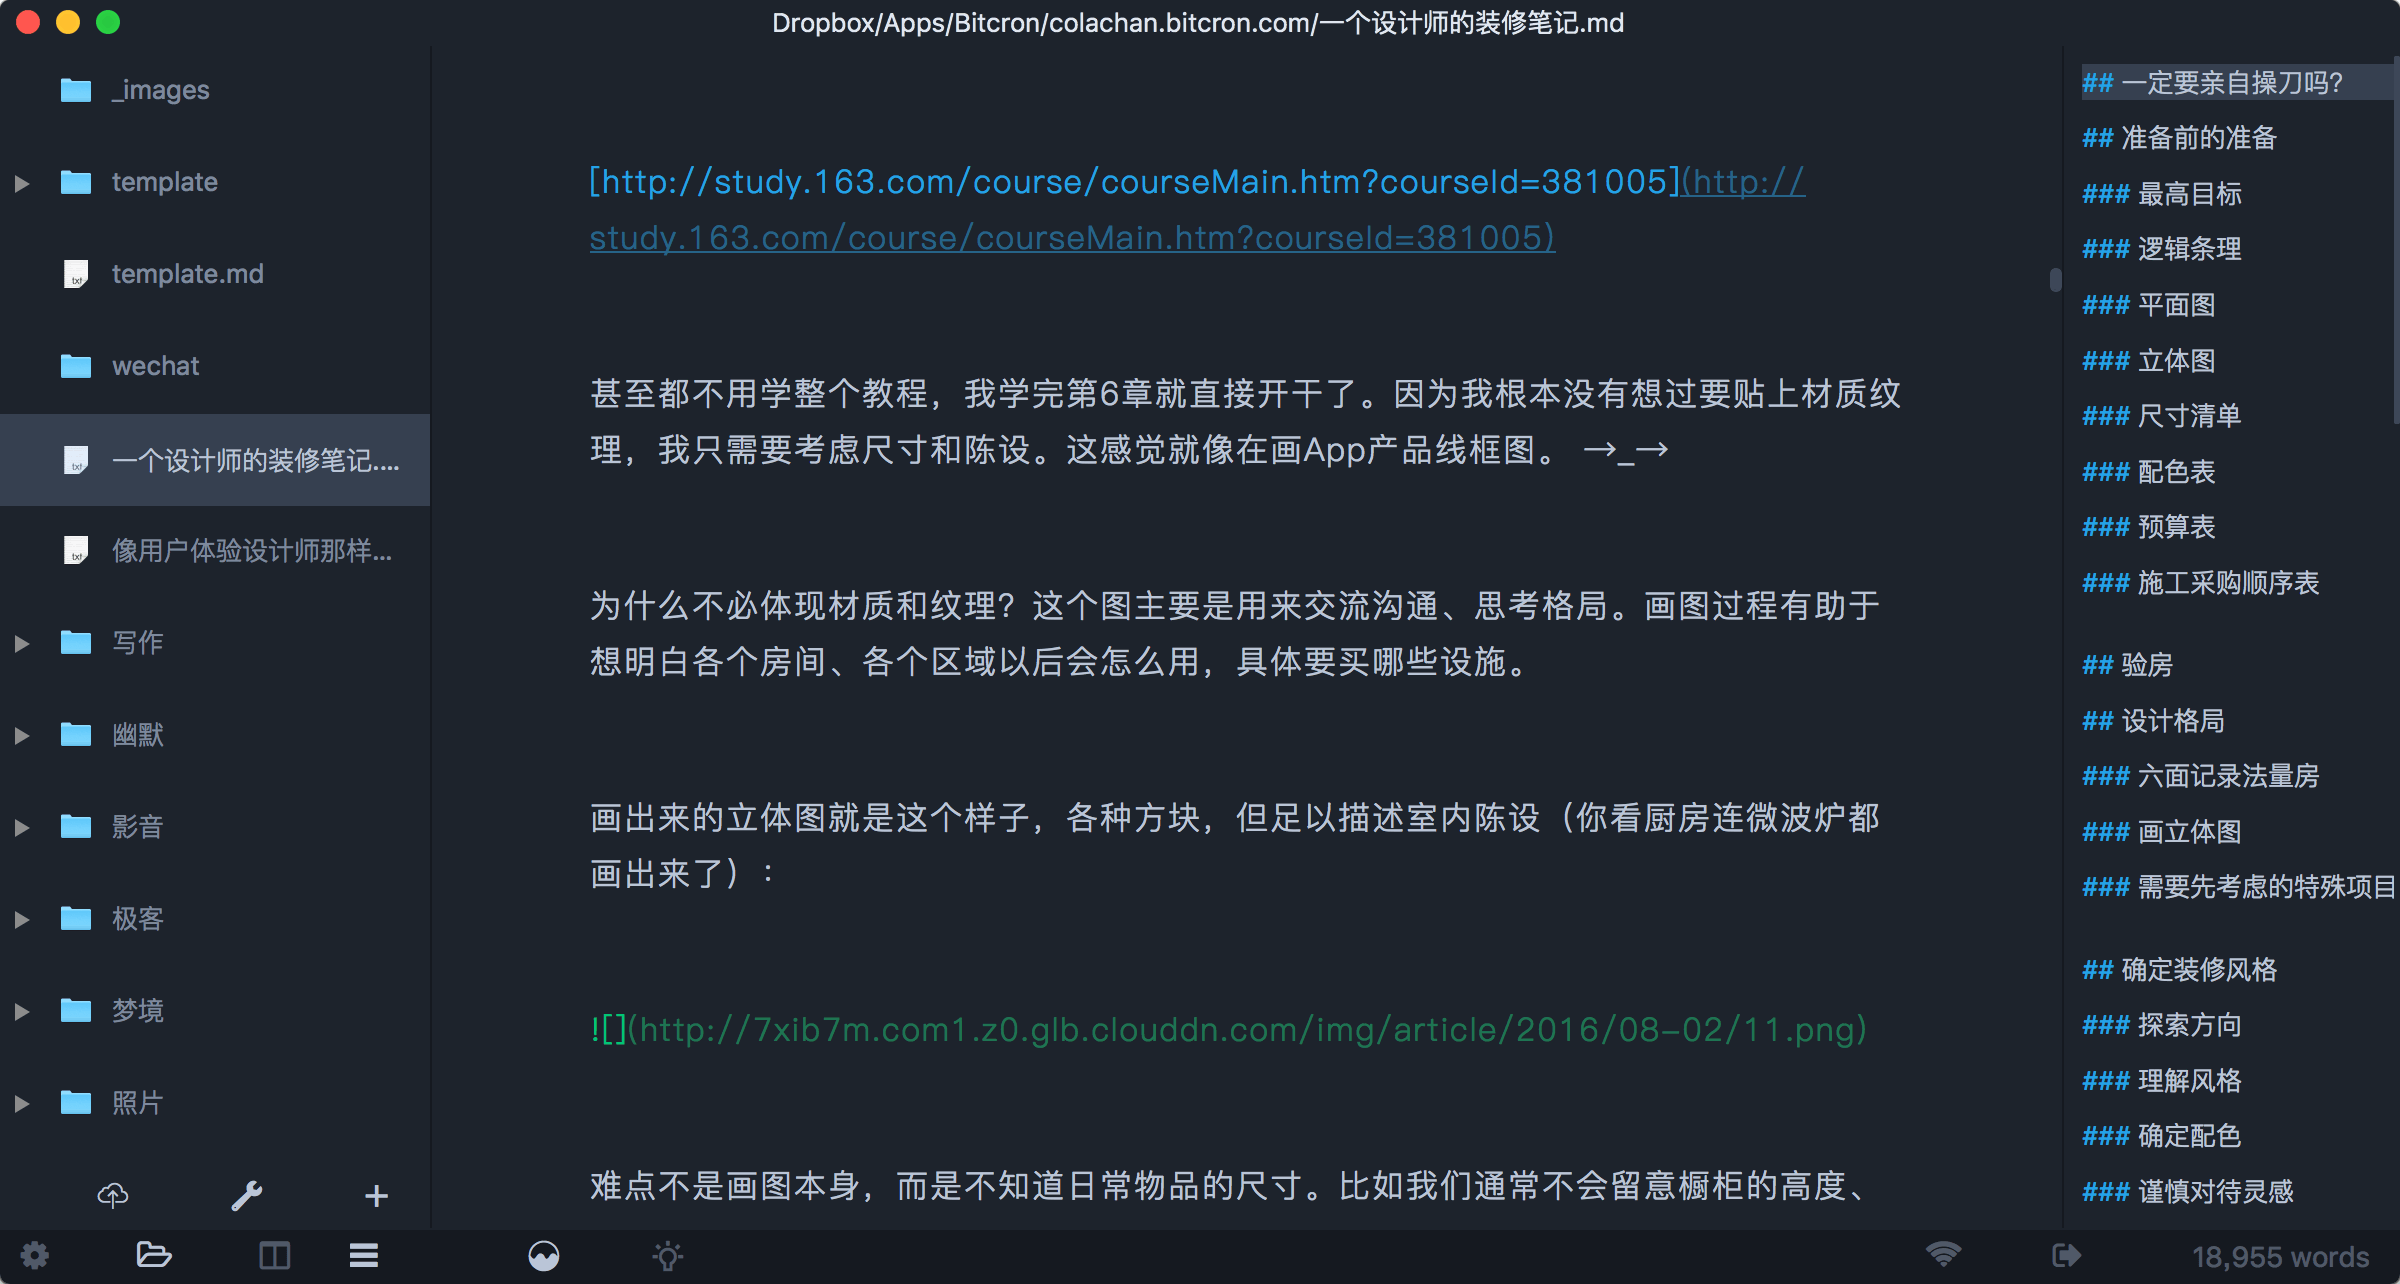 Dropbox/Apps/Bitcron/colachan.bitcron.com/一个设计师的装修笔记.md
_images
template
template.md
wechat
一个设计师的装修笔记....
像用户体验设计师那样...
写作
幽默
影音
极客
梦境
照片
[http://study.163.com/course/courseMain.htm?courseId=381005](http://
study.163.com/course/courseMain.htm?courseId=381005)
甚至都不用学整个教程，我学完第6章就直接开干了。因为我根本没有想过要贴上材质纹
理，我只需要考虑尺寸和陈设。这感觉就像在画App产品线框图。 →_→
为什么不必体现材质和纹理？这个图主要是用来交流沟通、思考格局。画图过程有助于
想明白各个房间、各个区域以后会怎么用，具体要买哪些设施。
画出来的立体图就是这个样子，各种方块，但足以描述室内陈设（你看厨房连微波炉都
画出来了）：
![](http://7xib7m.com1.z0.glb.clouddn.com/img/article/2016/08-02/11.png)
难点不是画图本身，而是不知道日常物品的尺寸。比如我们通常不会留意橱柜的高度、
## 一定要亲自操刀吗？
## 准备前的准备
### 最高目标
### 逻辑条理
### 平面图
### 立体图
### 尺寸清单
### 配色表
### 预算表
### 施工采购顺序表
## 验房
## 设计格局
### 六面记录法量房
### 画立体图
### 需要先考虑的特殊项目
## 确定装修风格
### 探索方向
### 理解风格
### 确定配色
### 谨慎对待灵感
18,955 words